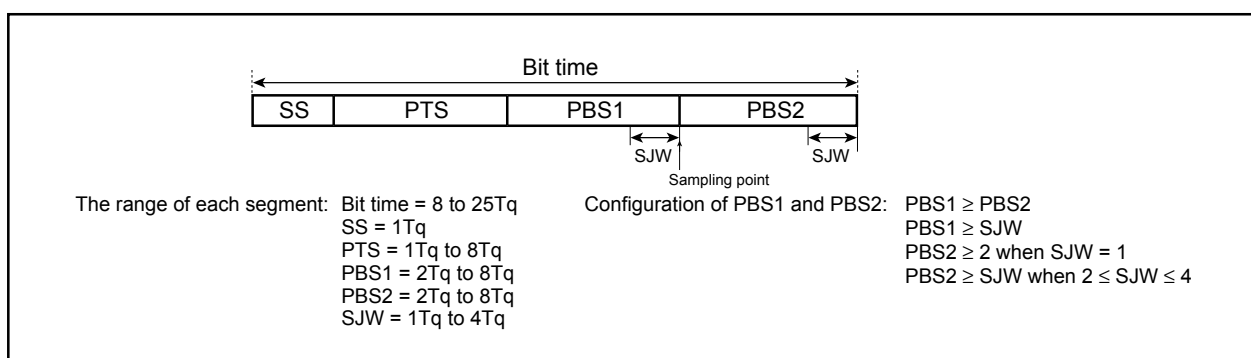 Bit time
SS PTS PBS1 PBS2
SJW SJW
Sampling point
The range of each segment: Bit time = 8 to 25Tq
SS = 1Tq
PTS = 1Tq to 8Tq
PBS1 = 2Tq to 8Tq
PBS2 = 2Tq to 8Tq
SJW = 1Tq to 4Tq
Configuration of PBS1 and PBS2: PBS1 ≥ PBS2
PBS1 ≥ SJW
PBS2 ≥ 2 when SJW = 1
PBS2 ≥ SJW when 2 ≤ SJW ≤ 4